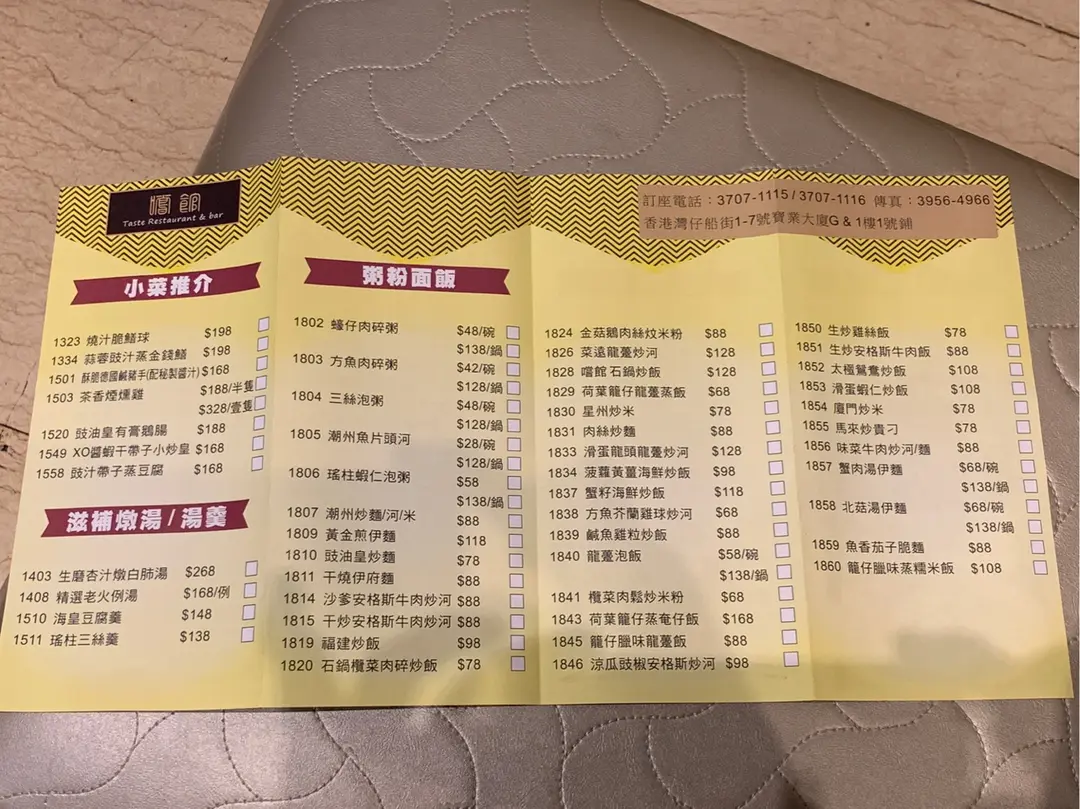 嚐館
Taste Restaurant & bar
訂座電話：3707-1115 / 3707-1116 傳真：3956-4966
香港灣仔船街1-7號寶業大廈G & 1樓1號鋪
小菜推介
1323 燒汁脆鱔球 $198
1334 蒜蓉豉汁蒸金錢鱔 $198
1501 酥脆德國鹹豬手(配秘製醬汁) $168
1503 茶香煙燻雞 $188/半隻
$328/壹隻
1520 豉油皇有膏鵝腸 $188
1549 XO醬蝦干帶子小炒皇 $168
1558 豉汁帶子蒸豆腐 $168
滋補燉湯/湯羹
1403 生磨杏汁燉白肺湯 $268
1408 精選老火例湯 $168/例
1510 海皇豆腐羹 $148
1511 瑤柱三絲羹 $138
粥粉面飯
1802 蠔仔肉碎粥 $48/碗
$138/鍋
1803 方魚肉碎粥 $42/碗
$128/鍋
1804 三絲泡粥 $48/碗
$128/鍋
1805 潮州魚片頭河 $28/碗
$128/鍋
1806 瑤柱蝦仁泡粥 $58
$138/鍋
1807 潮州炒麵/河/米 $88
1809 黃金煎伊麵 $118
1810 豉油皇炒麵 $78
1811 干燒伊府麵 $88
1814 沙爹安格斯牛肉炒河 $88
1815 干炒安格斯牛肉炒河 $88
1819 福建炒飯 $98
1820 石鍋欖菜肉碎炒飯 $78
1824 金菇鵝肉絲炆米粉 $88
1826 菜遠龍躉炒河 $128
1828 嚐館石鍋炒飯 $128
1829 荷葉籠仔龍躉蒸飯 $68
1830 星州炒米 $78
1831 肉絲炒麵 $88
1833 滑蛋龍頭龍躉炒河 $128
1834 菠蘿黃薑海鮮炒飯 $98
1837 蟹籽海鮮炒飯 $118
1838 方魚芥蘭雞球炒河 $68
1839 鹹魚雞粒炒飯 $88
1840 龍躉泡飯 $58/碗
$138/鍋
1841 欖菜肉鬆炒米粉 $68
1843 荷葉籠仔蒸奄仔飯 $168
1845 籠仔臘味龍躉飯 $88
1846 涼瓜豉椒安格斯炒河 $98
1850 生炒雞絲飯 $78
1851 生炒安格斯牛肉飯 $88
1852 太極鴛鴦炒飯 $108
1853 滑蛋蝦仁炒飯 $108
1854 廈門炒米 $78
1855 馬來炒貴刁 $78
1856 味菜牛肉炒河/麵 $88
1857 蟹肉湯伊麵 $68/碗
$138/鍋
1858 北菇湯伊麵 $68/碗
$138/鍋
1859 魚香茄子脆麵 $88
1860 籠仔臘味蒸糯米飯 $108